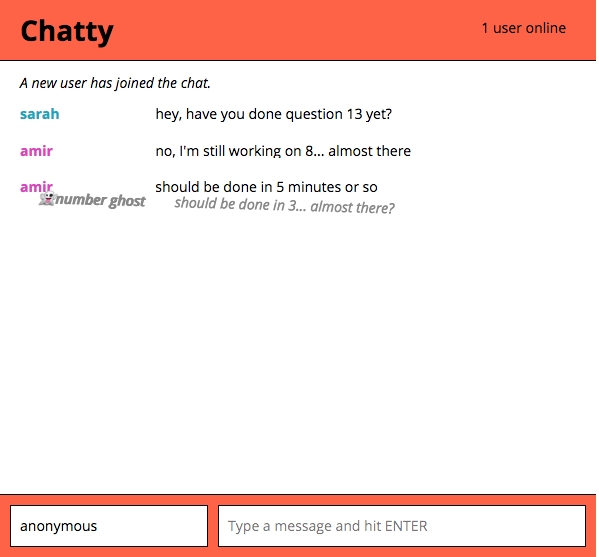 Chatty
1 user online
A new user has joined the chat.
sarah hey, have you done question 13 yet?
amir no, I'm still working on 8... almost there
amir should be done in 5 minutes or so
👻number ghost should be done in 3... almost there?
anonymous Type a message and hit ENTER